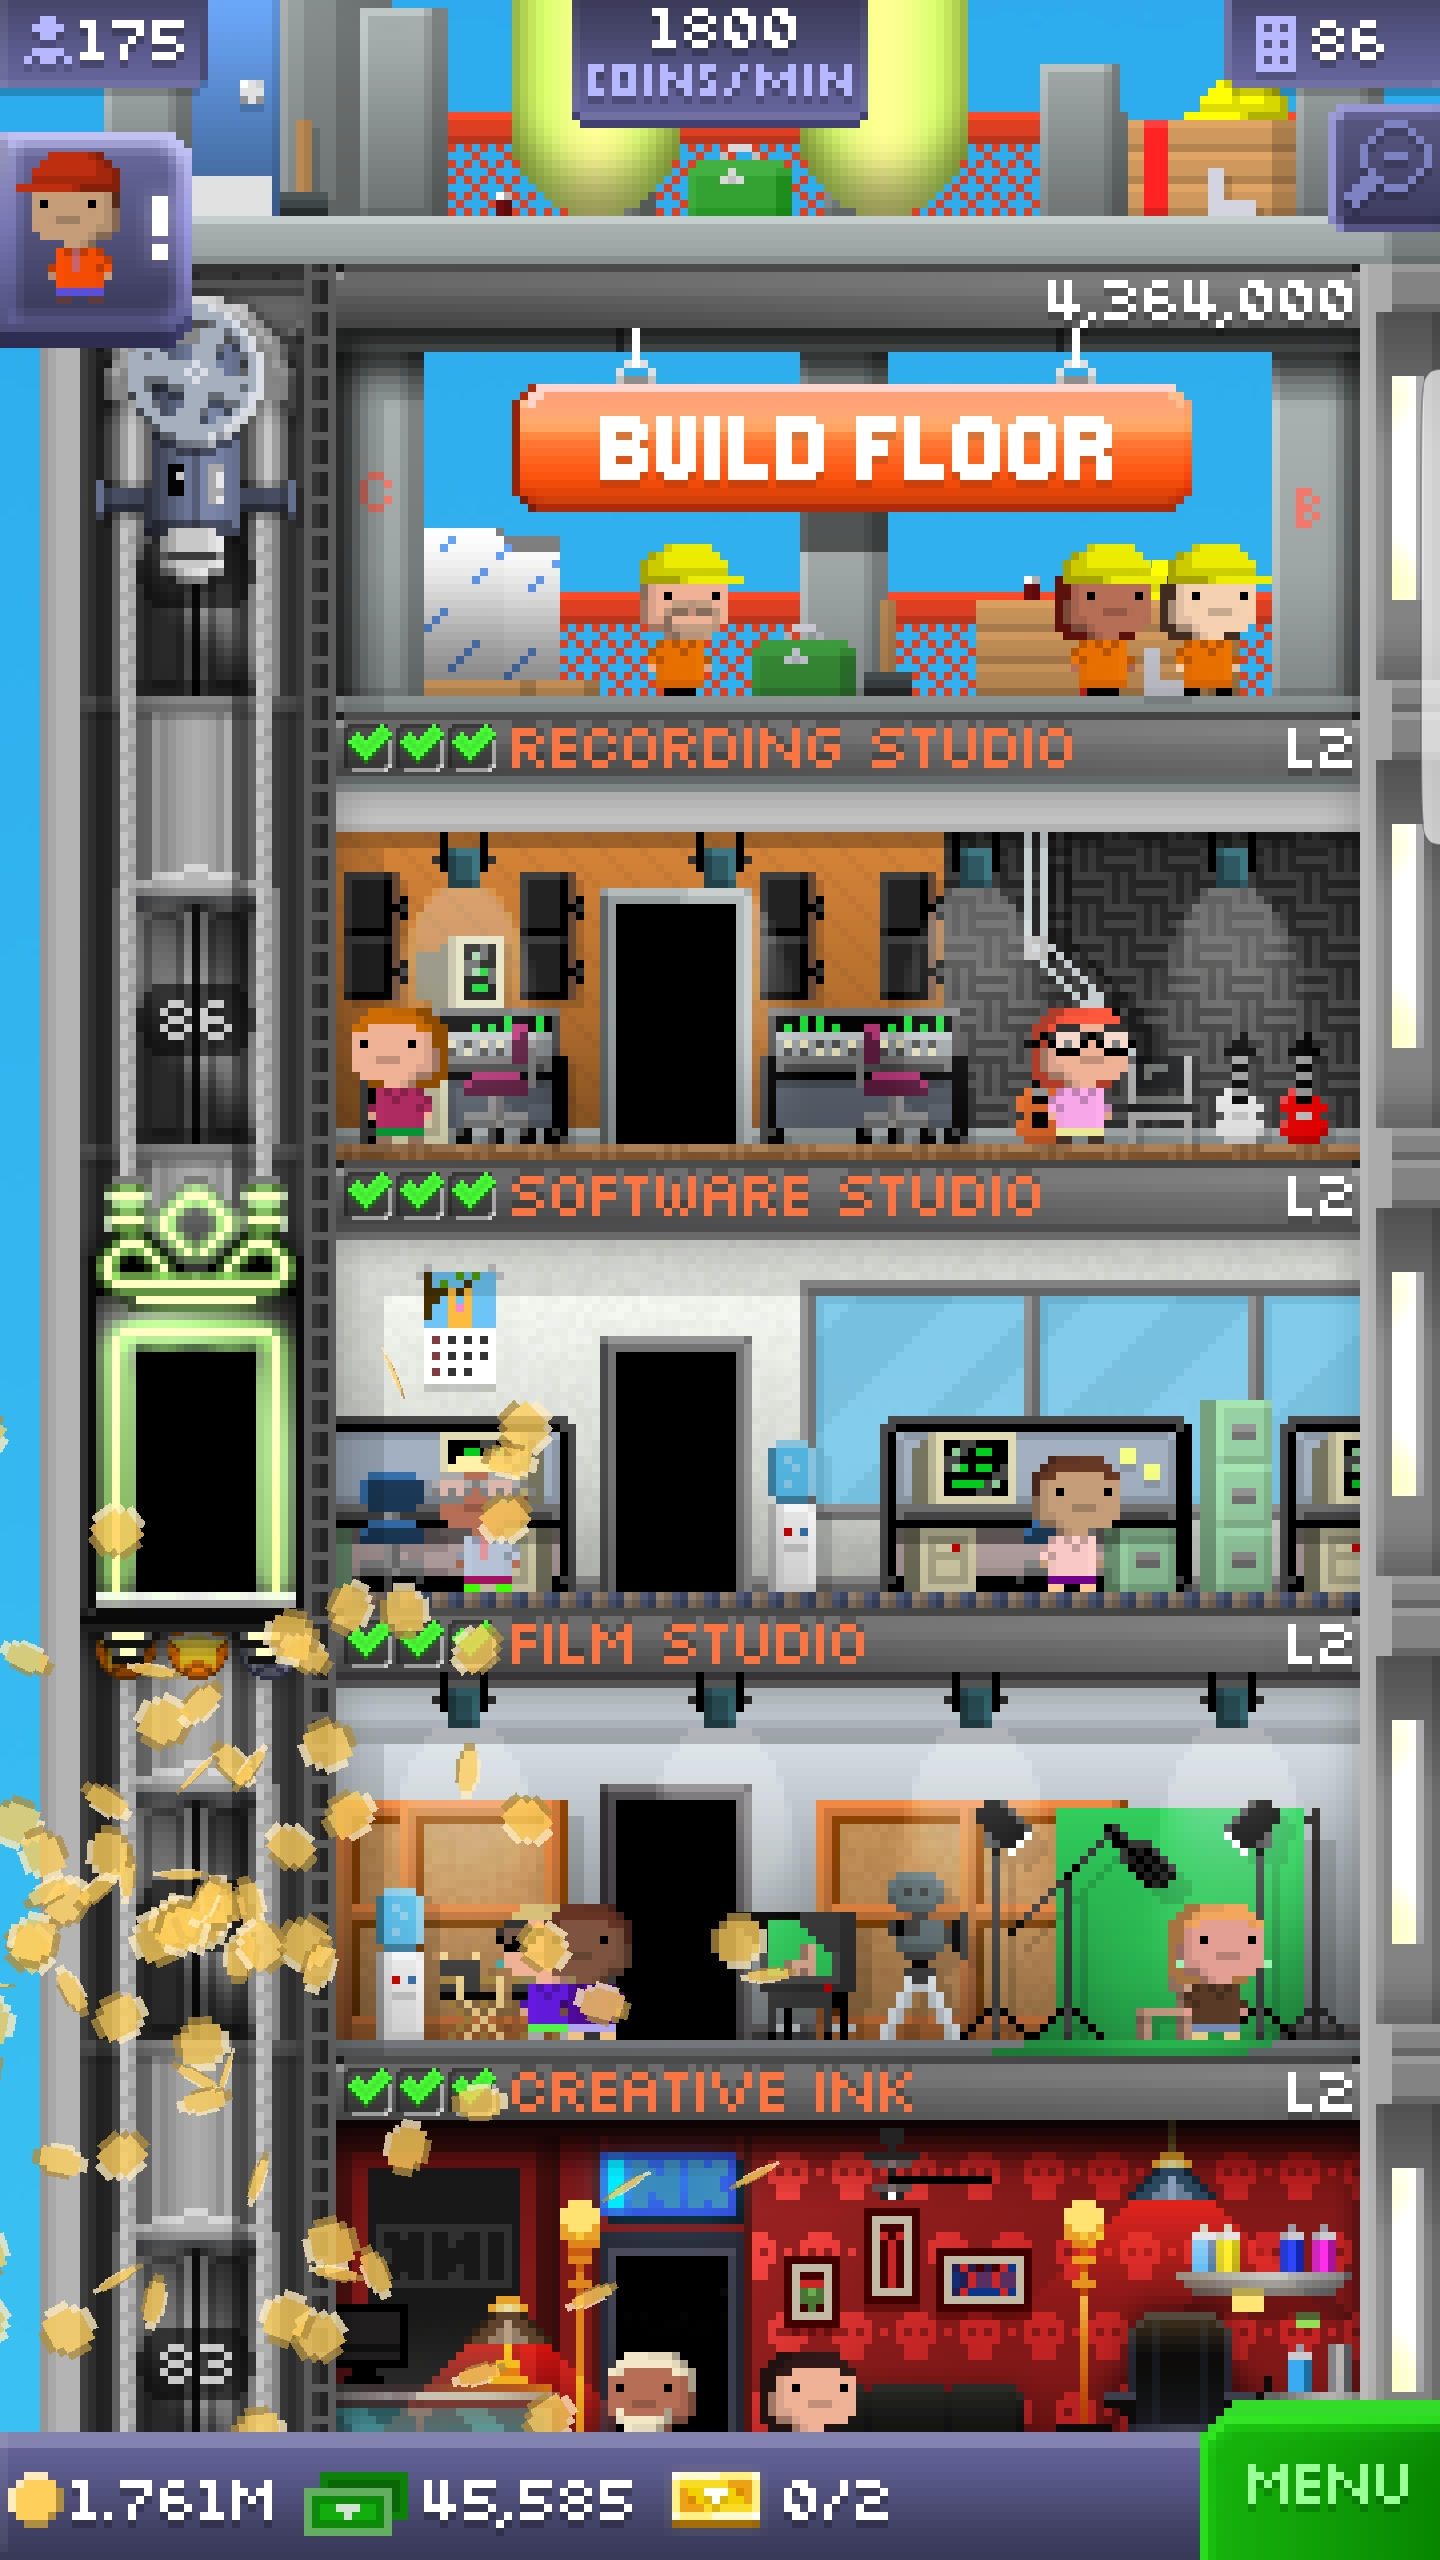 175
1800
COINS/MIN
86
!
4,364,000
BUILD FLOOR
C
B
RECORDING STUDIO L2
86
SOFTWARE STUDIO L2
FILM STUDIO L2
CREATIVE INK L2
83
1.761M 45,585 0/2
MENU